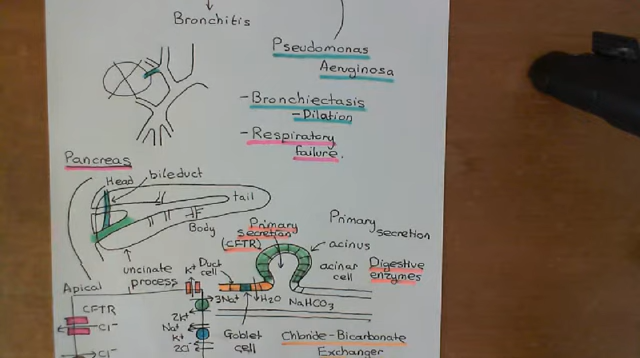 Bronchitis
Pseudomonas
Aeruginosa
- Bronchiectasis
- Dilation
- Respiratory
failure.
Pancreas
Head
bileduct
tail
Body
uncinate
process
Primary
secretion
(CFTR)
Primary
secretion
acinus
acinar
cell
Digestive
enzymes
Duct
cell
K+
3Na+
H2O
NaHCO3
Goblet
cell
Chloride-Bicarbonate
Exchanger
Apical
CFTR
Cl-
2K+
Na+
K+
2Cl-
Cl-